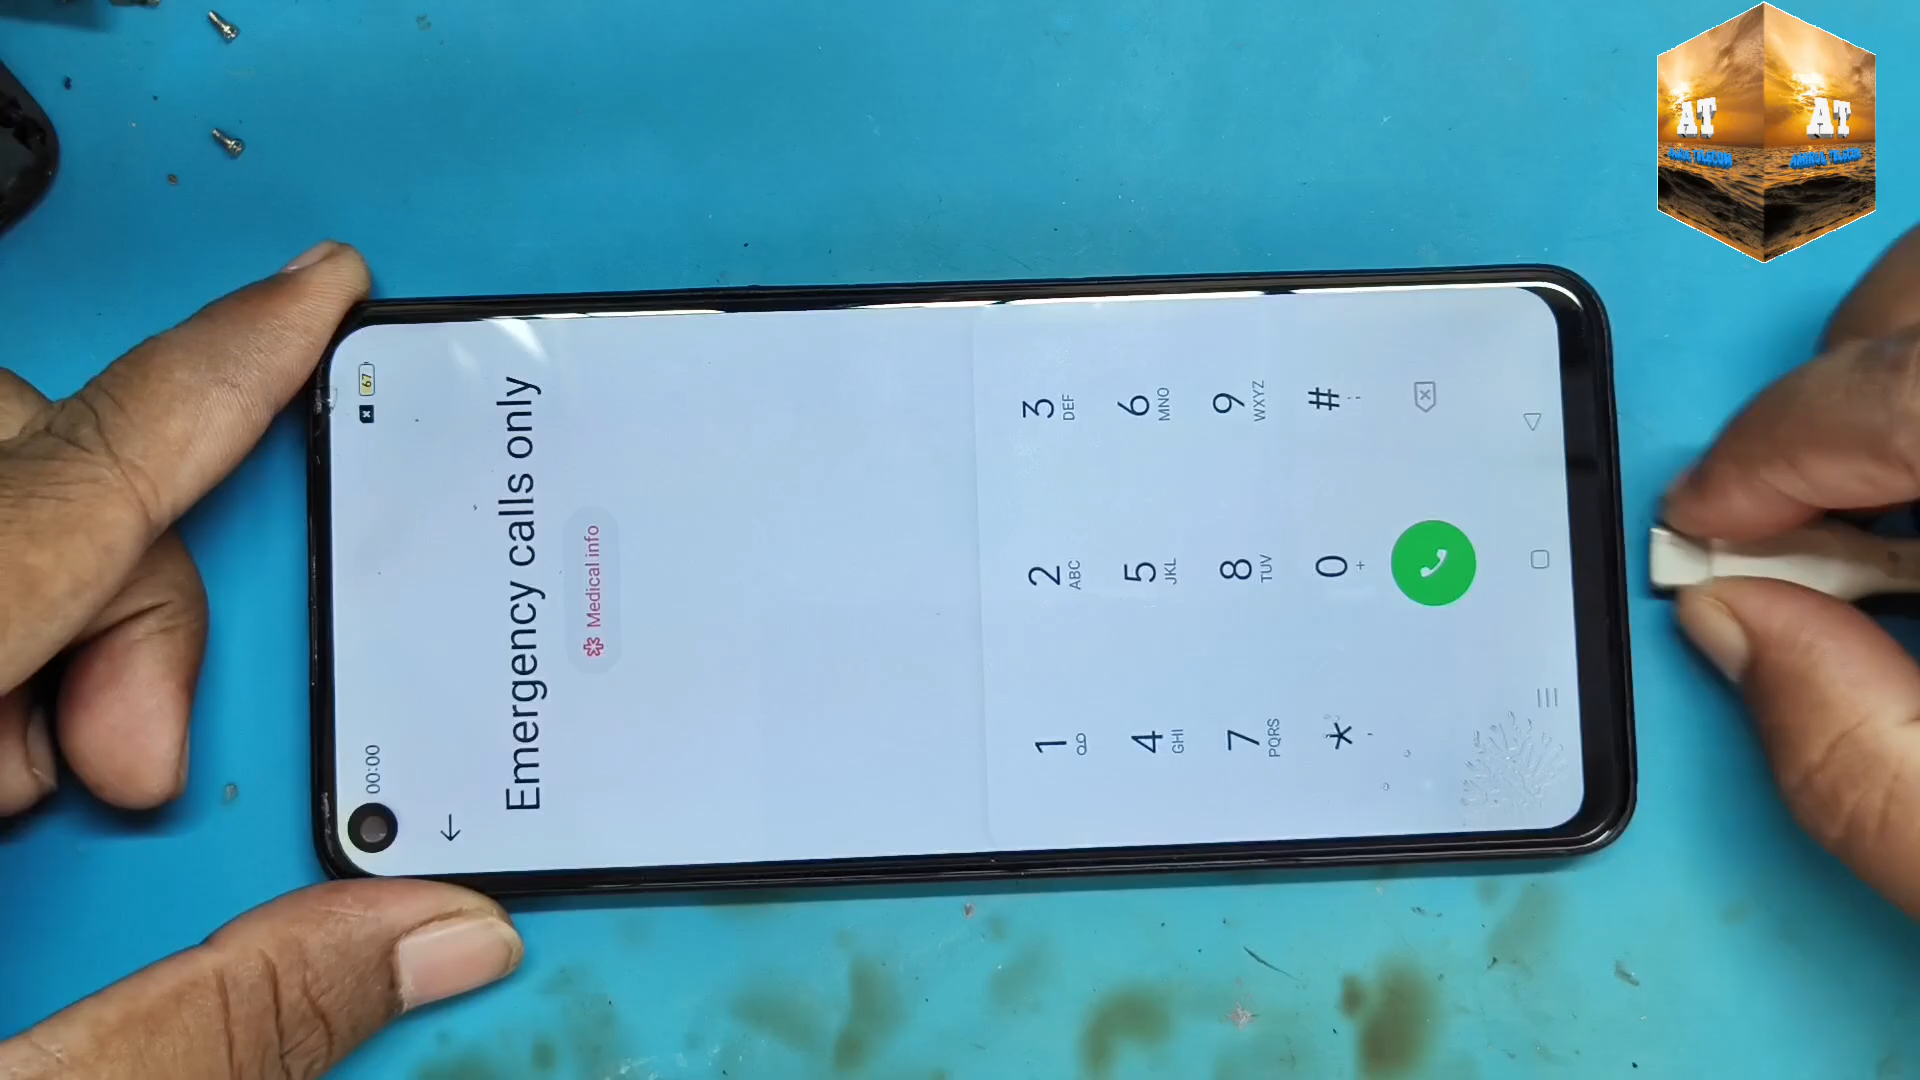 00:00
67
←
Emergency calls only
Medical info
1
2 ABC
3 DEF
4 GHI
5 JKL
6 MNO
7 PQRS
8 TUV
9 WXYZ
*
0 +
#
AT
AT